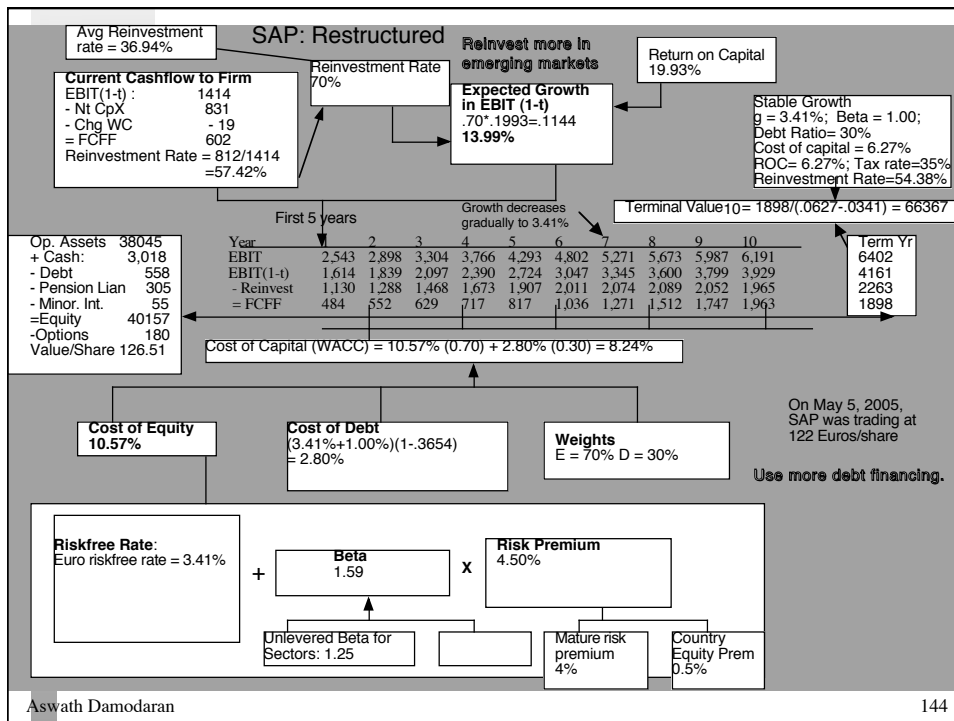 SAP: Restructured
Avg Reinvestment
rate = 36.94%
Reinvest more in
emerging markets
Return on Capital
19.93%
Reinvestment Rate
70%
Current Cashflow to Firm
EBIT(1-t) : 1414
- Nt CpX 831
- Chg WC - 19
= FCFF 602
Reinvestment Rate = 812/1414
=57.42%
Expected Growth
in EBIT (1-t)
.70*.1993=.1144
13.99%
Stable Growth
g = 3.41%; Beta = 1.00;
Debt Ratio= 30%
Cost of capital = 6.27%
ROC= 6.27%; Tax rate=35%
Reinvestment Rate=54.38%
First 5 years
Growth decreases
gradually to 3.41%
Terminal Value10= 1898/(.0627-.0341) = 66367
Op. Assets 38045
+ Cash: 3,018
- Debt 558
- Pension Lian 305
- Minor. Int. 55
=Equity 40157
-Options 180
Value/Share 126.51
Year 1 2 3 4 5 6 7 8 9 10
EBIT 2,543 2,898 3,304 3,766 4,293 4,802 5,271 5,673 5,987 6,191
EBIT(1-t) 1,614 1,839 2,097 2,390 2,724 3,047 3,345 3,600 3,799 3,929
- Reinvest 1,130 1,288 1,468 1,673 1,907 2,011 2,074 2,089 2,052 1,965
= FCFF 484 552 629 717 817 1,036 1,271 1,512 1,747 1,963
Term Yr
6402
4161
2263
1898
Cost of Capital (WACC) = 10.57% (0.70) + 2.80% (0.30) = 8.24%
Cost of Equity
10.57%
Cost of Debt
(3.41%+1.00%)(1-.3654)
= 2.80%
Weights
E = 70% D = 30%
On May 5, 2005,
SAP was trading at
122 Euros/share
Use more debt financing.
Riskfree Rate:
Euro riskfree rate = 3.41%
+
Beta
1.59
X
Risk Premium
4.50%
Unlevered Beta for
Sectors: 1.25
Mature risk
premium
4%
Country
Equity Prem
0.5%
Aswath Damodaran
144